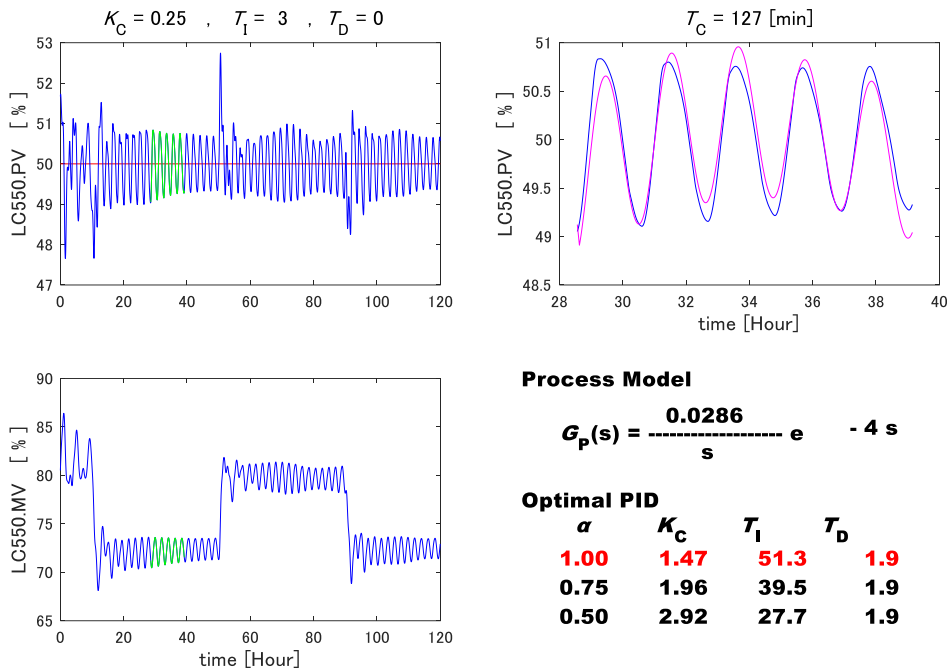 K_C = 0.25 , T_I = 3 , T_D = 0
LC550.PV [ % ]
53
52
51
50
49
48
47
0 20 40 60 80 100 120
T_C = 127 [min]
LC550.PV [ % ]
51
50.5
50
49.5
49
48.5
28 30 32 34 36 38 40
time [Hour]
LC550.MV [ % ]
90
85
80
75
70
65
0 20 40 60 80 100 120
time [Hour]
Process Model
0.0286
G_P(s) = -------------------- e - 4 s
s
Optimal PID
α K_C T_I T_D
1.00 1.47 51.3 1.9
0.75 1.96 39.5 1.9
0.50 2.92 27.7 1.9